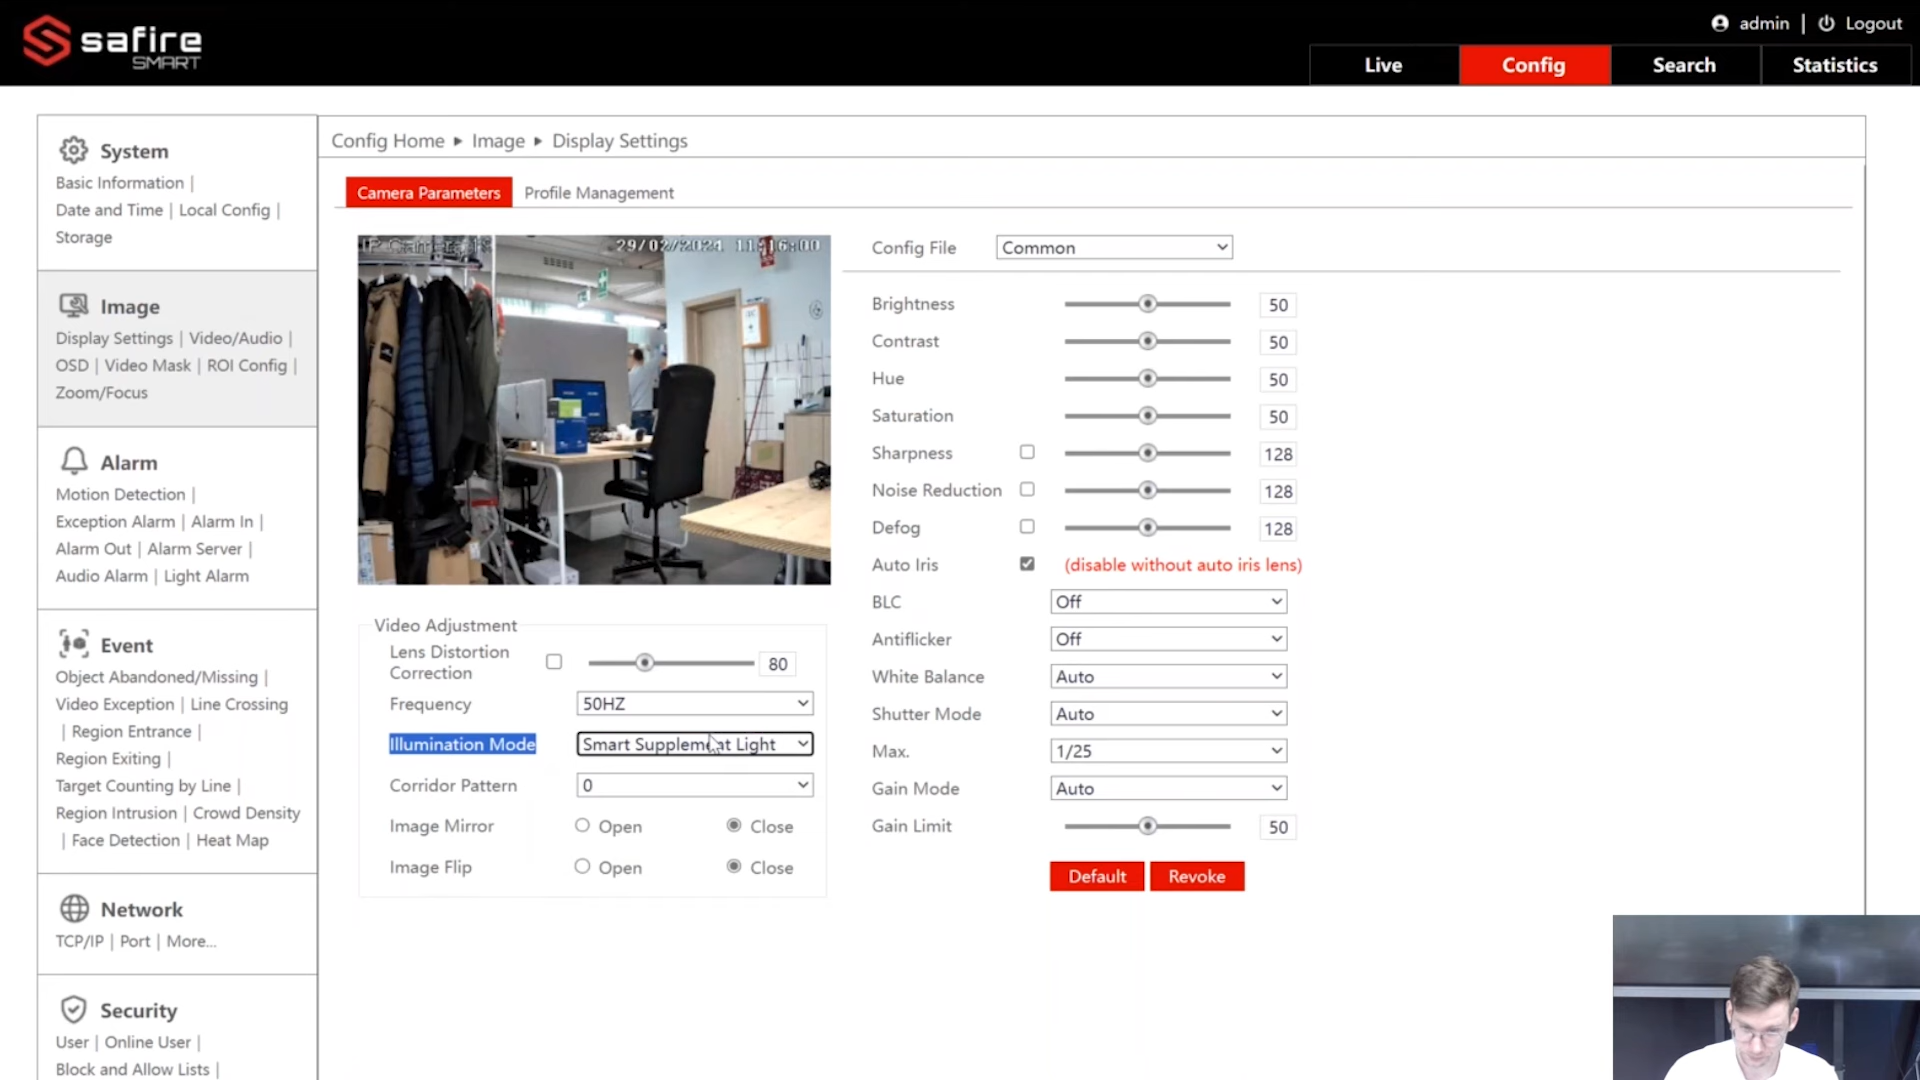 safire
SMART
admin | Logout
Live Config Search Statistics
System
Basic Information |
Date and Time | Local Config |
Storage
Image
Display Settings | Video/Audio |
OSD | Video Mask | ROI Config |
Zoom/Focus
Alarm
Motion Detection |
Exception Alarm | Alarm In |
Alarm Out | Alarm Server |
Audio Alarm | Light Alarm
Event
Object Abandoned/Missing |
Video Exception | Line Crossing
| Region Entrance |
Region Exiting |
Target Counting by Line |
Region Intrusion | Crowd Density
| Face Detection | Heat Map
Network
TCP/IP | Port | More...
Security
User | Online User |
Block and Allow Lists |
Config Home ▸ Image ▸ Display Settings
Camera Parameters Profile Management
29/02/2024 11:16:00
Video Adjustment
Lens Distortion
Correction 80
Frequency 50HZ
Illumination Mode Smart Supplement Light
Corridor Pattern 0
Image Mirror Open Close
Image Flip Open Close
Config File Common
Brightness 50
Contrast 50
Hue 50
Saturation 50
Sharpness 128
Noise Reduction 128
Defog 128
Auto Iris (disable without auto iris lens)
BLC Off
Antiflicker Off
White Balance Auto
Shutter Mode Auto
Max. 1/25
Gain Mode Auto
Gain Limit 50
Default Revoke